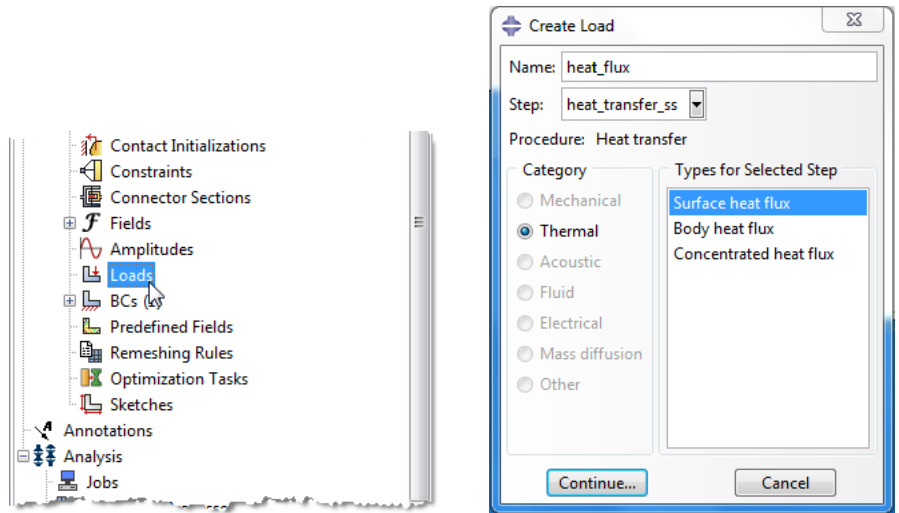 Contact Initializations
Constraints
Connector Sections
Fields
Amplitudes
Loads
BCs (
Predefined Fields
Remeshing Rules
Optimization Tasks
Sketches
Annotations
Analysis
Jobs
Create Load
Name: heat_flux
Step: heat_transfer_ss
Procedure: Heat transfer
Category
Mechanical
Thermal
Acoustic
Fluid
Electrical
Mass diffusion
Other
Types for Selected Step
Surface heat flux
Body heat flux
Concentrated heat flux
Continue...
Cancel